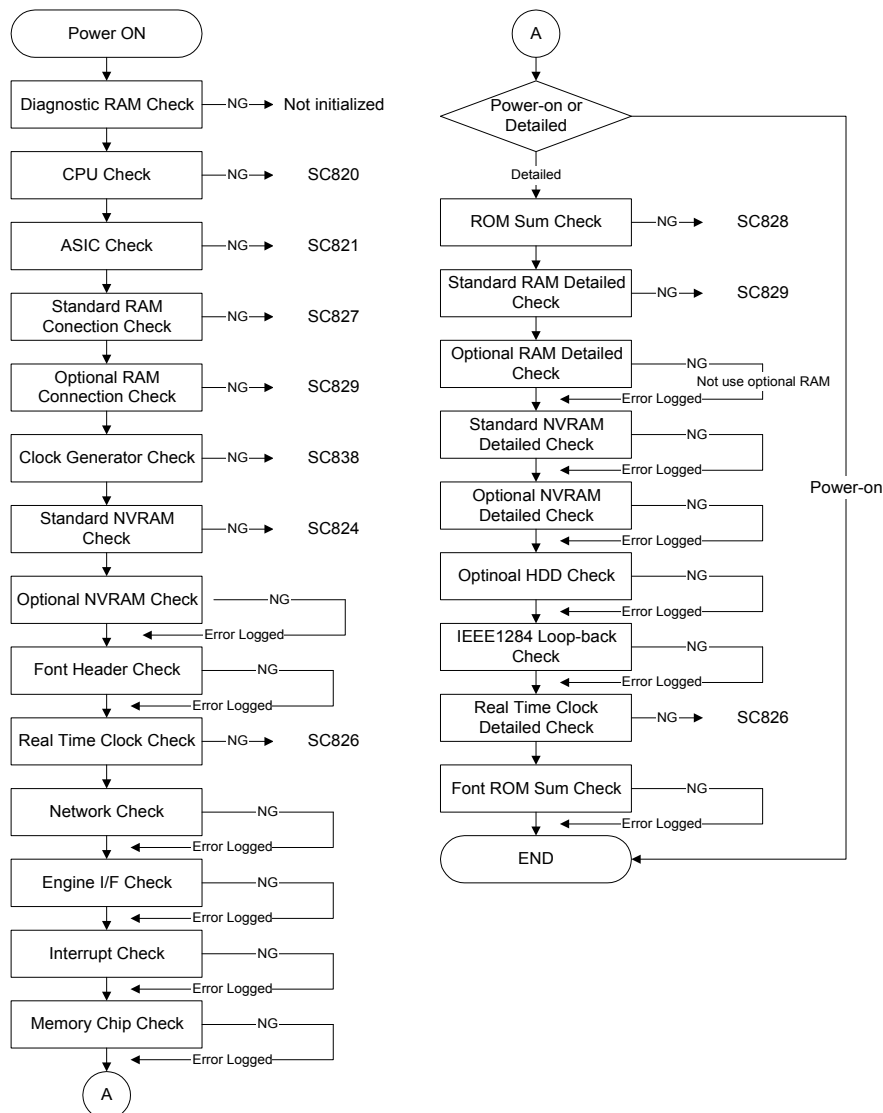 Power ON
Diagnostic RAM Check
NG
Not initialized
CPU Check
NG
SC820
ASIC Check
NG
SC821
Standard RAM
Conection Check
NG
SC827
Optional RAM
Connection Check
NG
SC829
Clock Generator Check
NG
SC838
Standard NVRAM
Check
NG
SC824
Optional NVRAM Check
NG
Error Logged
Font Header Check
NG
Error Logged
Real Time Clock Check
NG
SC826
Network Check
NG
Error Logged
Engine I/F Check
NG
Error Logged
Interrupt Check
NG
Error Logged
Memory Chip Check
NG
Error Logged
A
A
Power-on or
Detailed
Detailed
Power-on
ROM Sum Check
NG
SC828
Standard RAM Detailed
Check
NG
SC829
Optional RAM Detailed
Check
NG
Not use optional RAM
Error Logged
Standard NVRAM
Detailed Check
NG
Error Logged
Optional NVRAM
Detailed Check
NG
Error Logged
Optinoal HDD Check
NG
Error Logged
IEEE1284 Loop-back
Check
NG
Error Logged
Real Time Clock
Detailed Check
NG
SC826
Font ROM Sum Check
NG
Error Logged
END